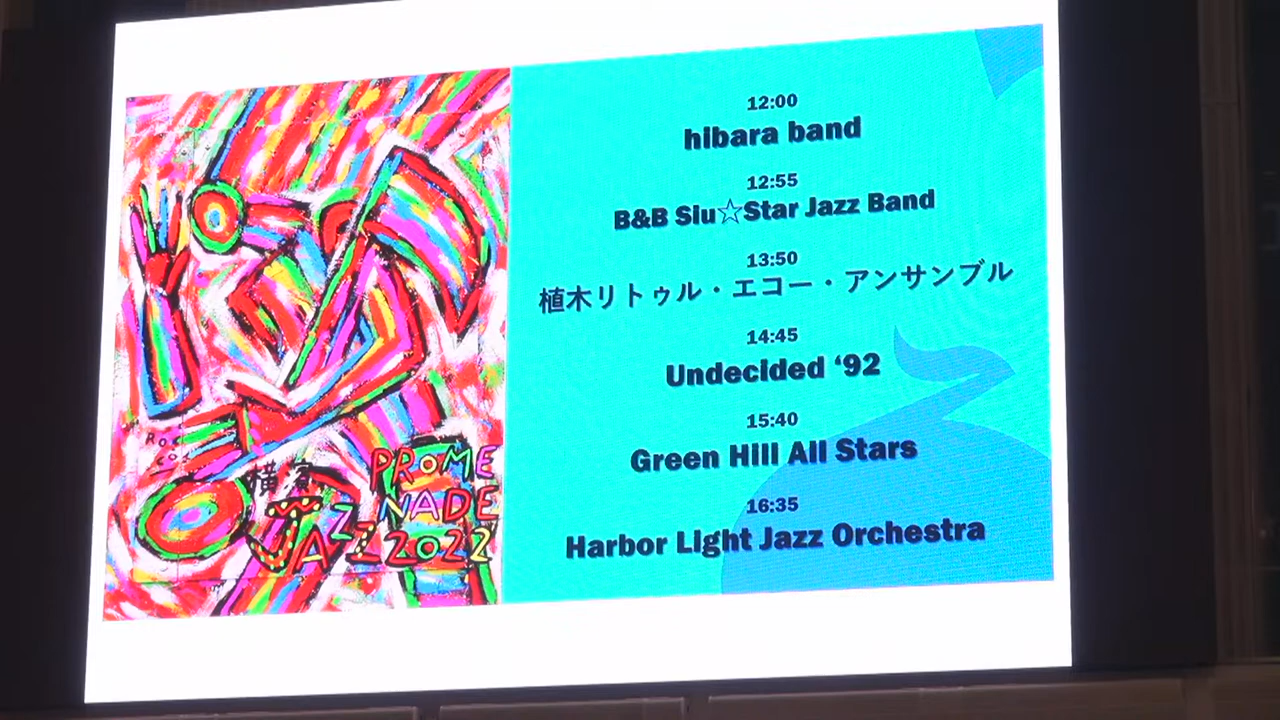 12:00
hibara band
12:55
B&B Slu☆Star Jazz Band
13:50
植木リトゥル・エコー・アンサンブル
14:45
Undecided ‘92
15:40
Green Hill All Stars
16:35
Harbor Light Jazz Orchestra
横濱
JAZZ
PROME
NADE
2022